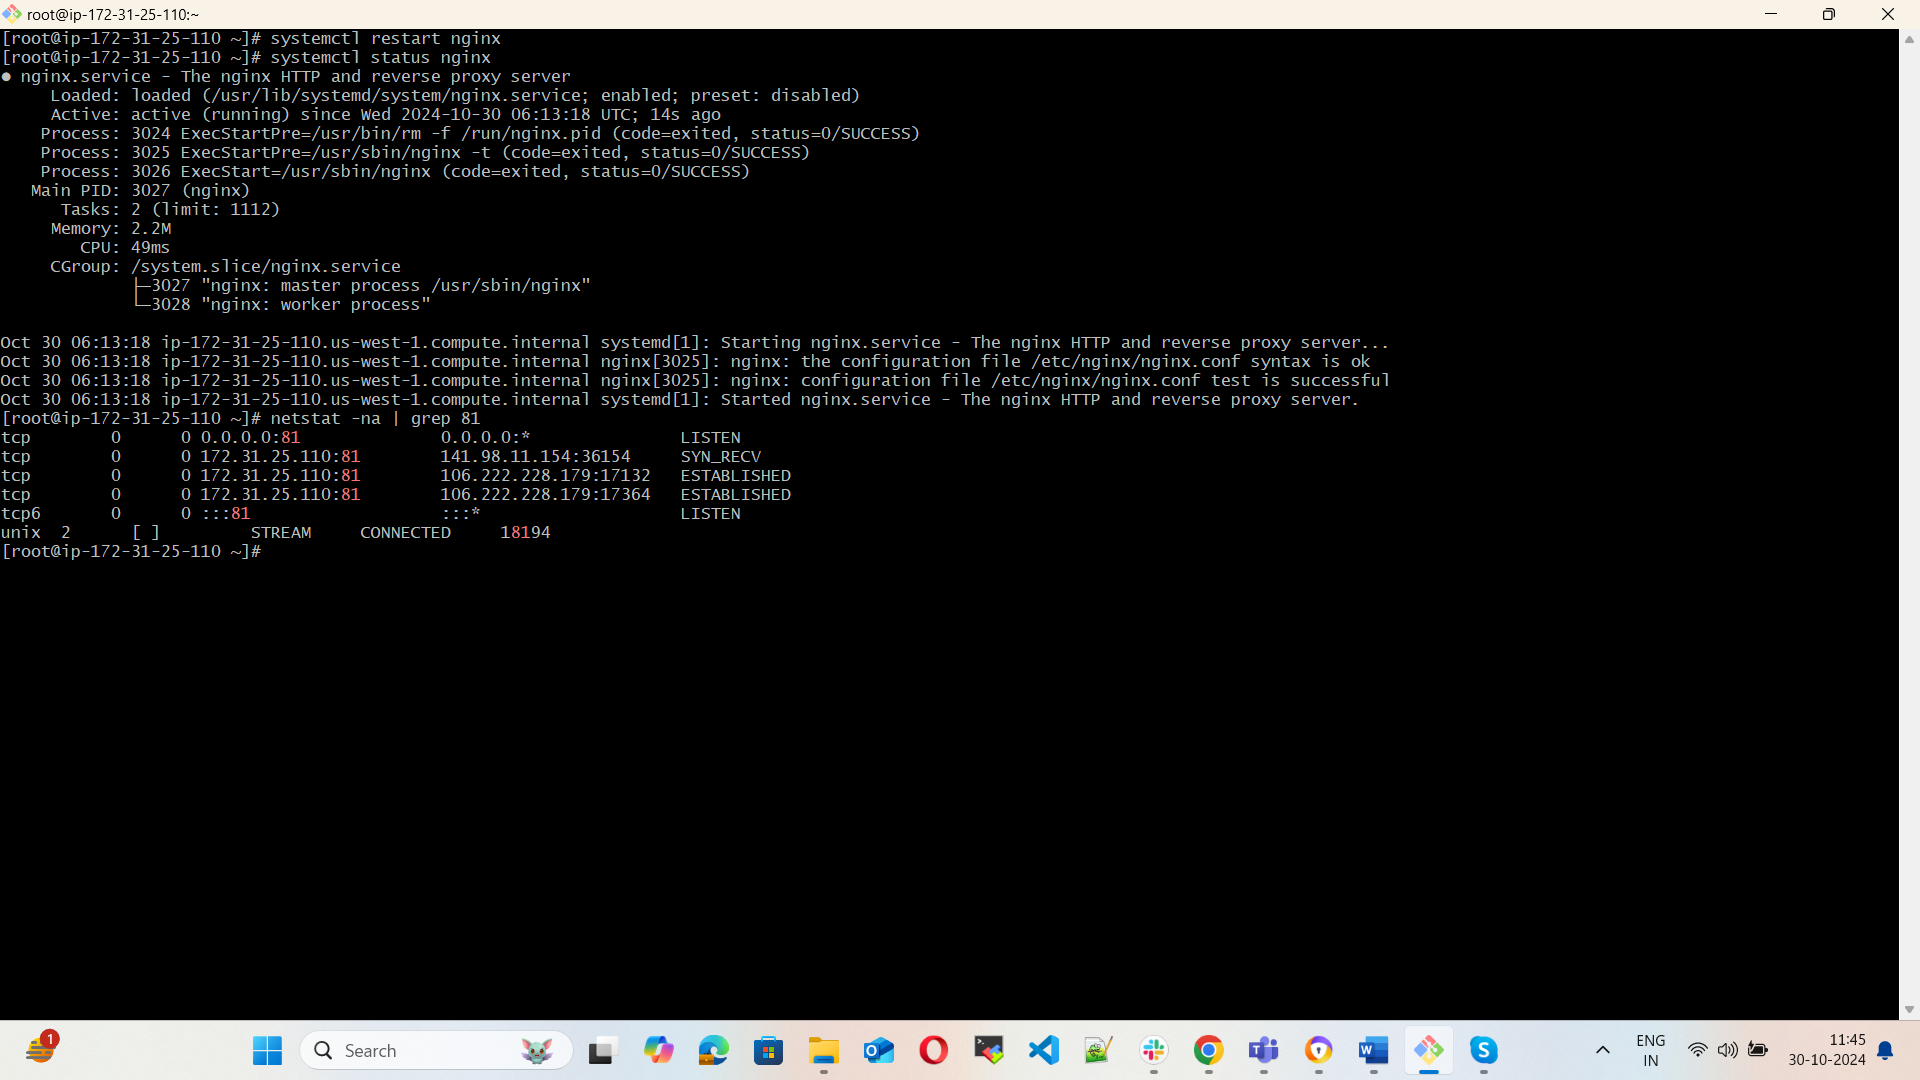 root@ip-172-31-25-110:~
[root@ip-172-31-25-110 ~]# systemctl restart nginx
[root@ip-172-31-25-110 ~]# systemctl status nginx
● nginx.service - The nginx HTTP and reverse proxy server
     Loaded: loaded (/usr/lib/systemd/system/nginx.service; enabled; preset: disabled)
     Active: active (running) since Wed 2024-10-30 06:13:18 UTC; 14s ago
    Process: 3024 ExecStartPre=/usr/bin/rm -f /run/nginx.pid (code=exited, status=0/SUCCESS)
    Process: 3025 ExecStartPre=/usr/sbin/nginx -t (code=exited, status=0/SUCCESS)
    Process: 3026 ExecStart=/usr/sbin/nginx (code=exited, status=0/SUCCESS)
   Main PID: 3027 (nginx)
      Tasks: 2 (limit: 1112)
     Memory: 2.2M
        CPU: 49ms
     CGroup: /system.slice/nginx.service
             ├─3027 "nginx: master process /usr/sbin/nginx"
             └─3028 "nginx: worker process"
Oct 30 06:13:18 ip-172-31-25-110.us-west-1.compute.internal systemd[1]: Starting nginx.service - The nginx HTTP and reverse proxy server...
Oct 30 06:13:18 ip-172-31-25-110.us-west-1.compute.internal nginx[3025]: nginx: the configuration file /etc/nginx/nginx.conf syntax is ok
Oct 30 06:13:18 ip-172-31-25-110.us-west-1.compute.internal nginx[3025]: nginx: configuration file /etc/nginx/nginx.conf test is successful
Oct 30 06:13:18 ip-172-31-25-110.us-west-1.compute.internal systemd[1]: Started nginx.service - The nginx HTTP and reverse proxy server.
[root@ip-172-31-25-110 ~]# netstat -na | grep 81
tcp        0      0 0.0.0.0:81              0.0.0.0:*               LISTEN
tcp        0      0 172.31.25.110:81        141.98.11.154:36154     SYN_RECV
tcp        0      0 172.31.25.110:81        106.222.228.179:17132   ESTABLISHED
tcp        0      0 172.31.25.110:81        106.222.228.179:17364   ESTABLISHED
tcp6       0      0 :::81                   :::*                    LISTEN
unix  2      [ ]         STREAM     CONNECTED     18194
[root@ip-172-31-25-110 ~]#
1
Search
ENG
IN
11:45
30-10-2024